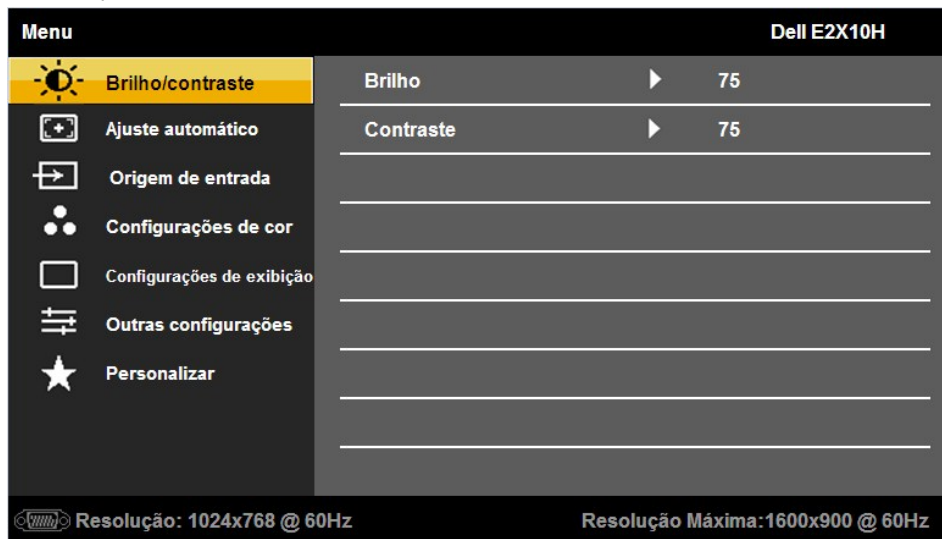 Menu Dell E2X10H
Brilho/contraste Brilho 75
Ajuste automático Contraste 75
Origem de entrada
Configurações de cor
Configurações de exibição
Outras configurações
Personalizar
Resolução: 1024x768 @ 60Hz Resolução Máxima:1600x900 @ 60Hz